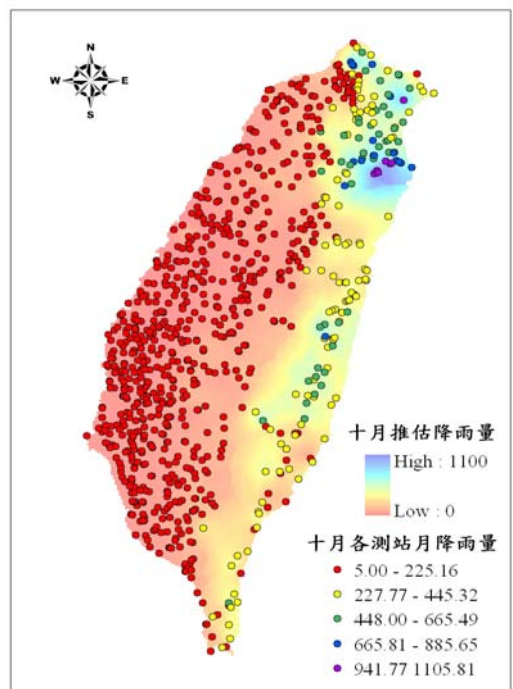 N
W E
S
十月推估降雨量
High : 1100
Low : 0
十月各測站月降雨量
5.00 - 225.16
227.77 - 445.32
448.00 - 665.49
665.81 - 885.65
941.77 1105.81